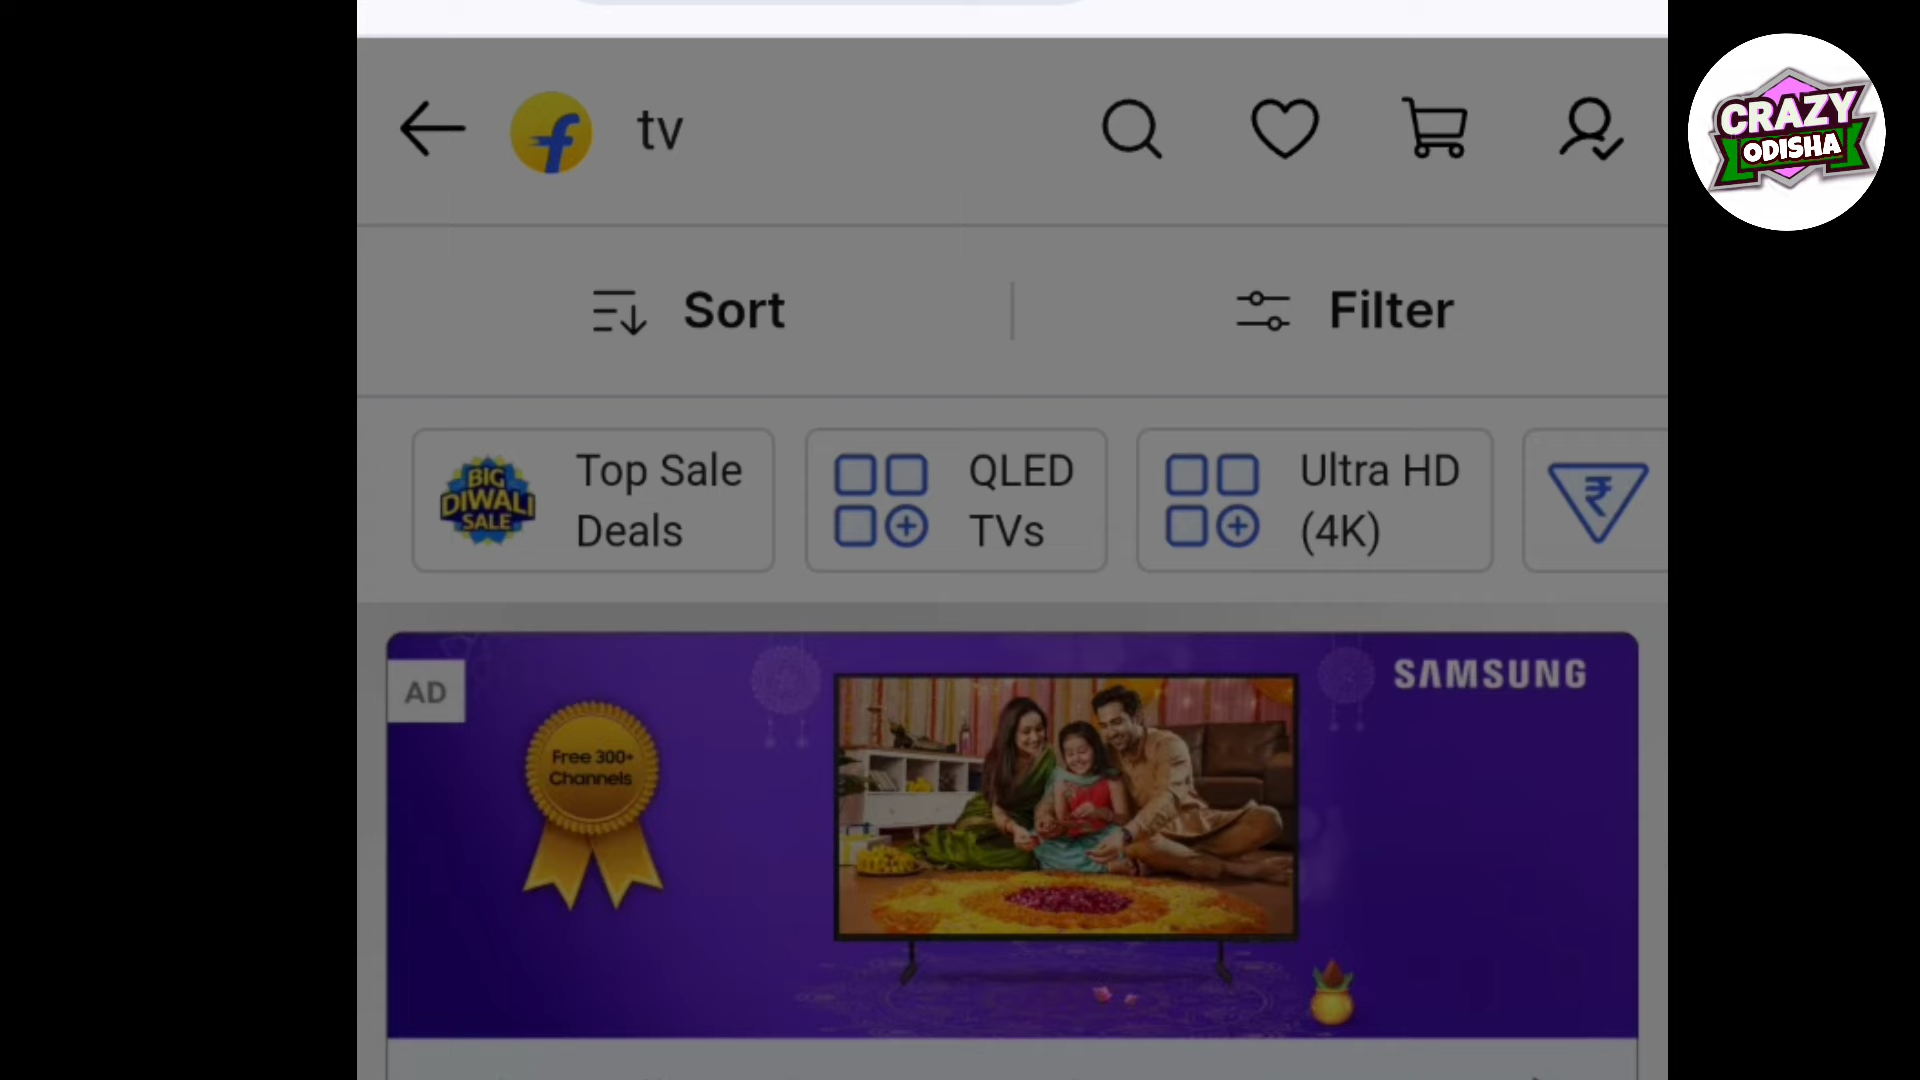 tv
CRAZY
ODISHA
Sort
Filter
BIG
DIWALI
SALE
Top Sale
Deals
QLED
TVs
Ultra HD
(4K)
₹
AD
Free 300+
Channels
SAMSUNG